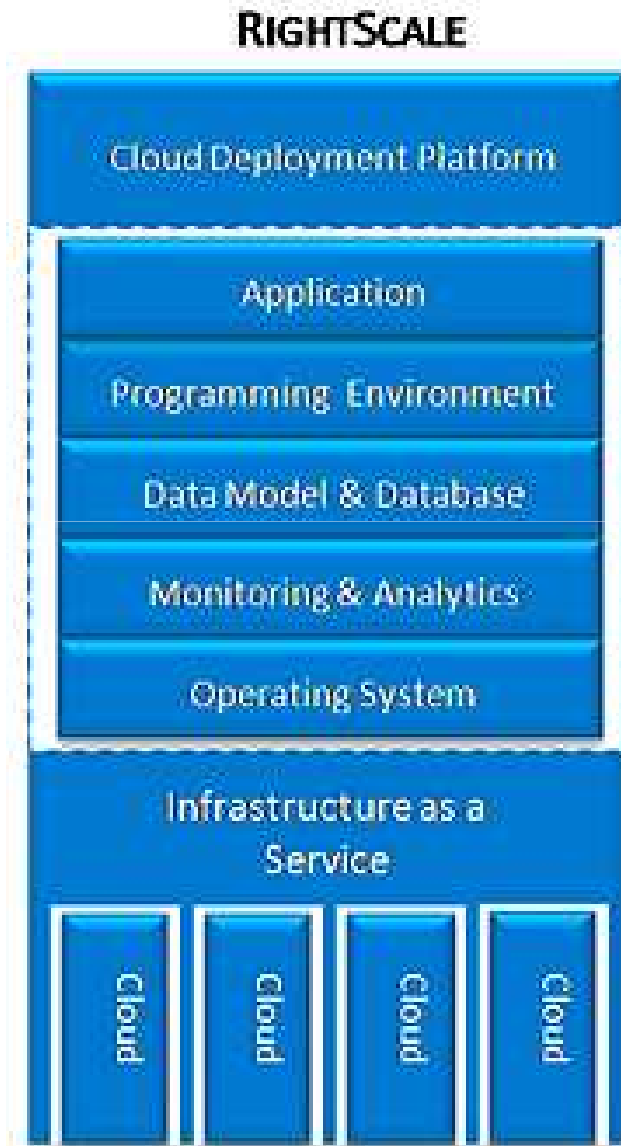 RIGHTSCALE
Cloud Deployment Platform
Application
Programming Environment
Data Model & Database
Monitoring & Analytics
Operating System
Infrastructure as a
Service
Cloud
Cloud
Cloud
Cloud